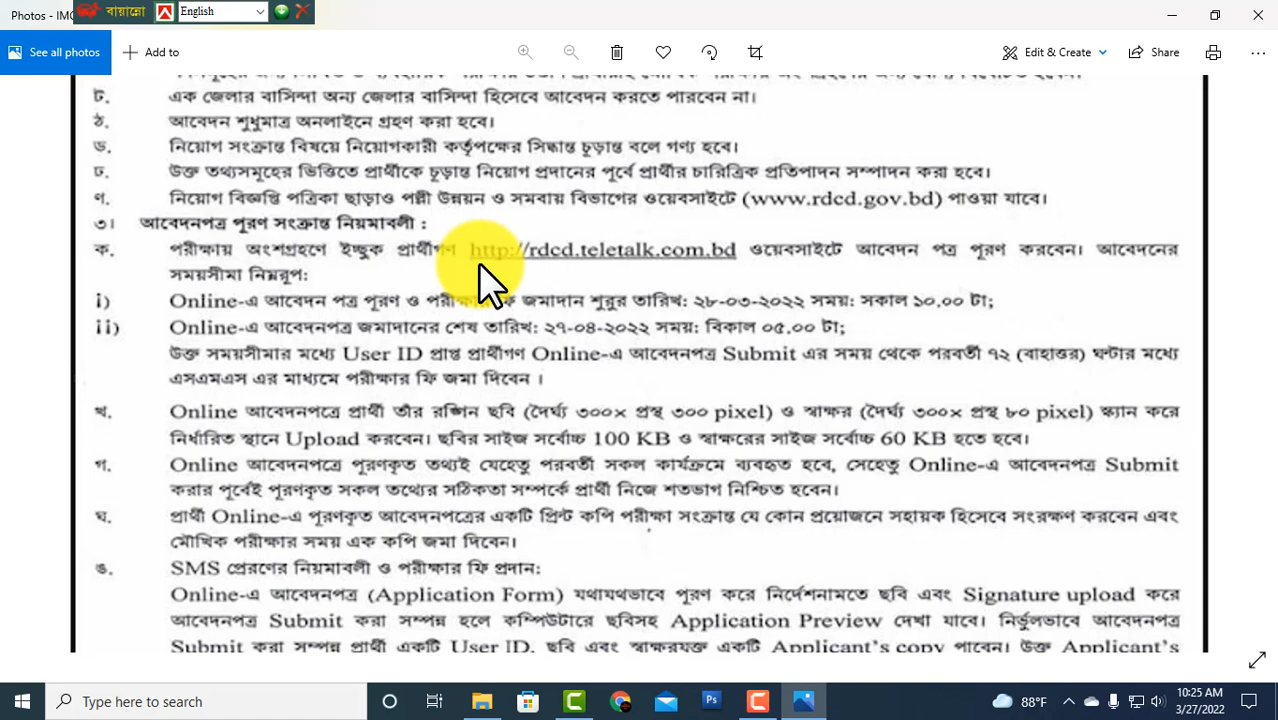 Photos - IMG
বায়ান্নো
English
See all photos
Add to
Edit & Create
Share
ট. এক জেলার বাসিন্দা অন্য জেলার বাসিন্দা হিসেবে আবেদন করতে পারবেন না।
ঠ. আবেদন শুধুমাত্র অনলাইনে গ্রহণ করা হবে।
ড. নিয়োগ সংক্রান্ত বিষয়ে নিয়োগকারী কর্তৃপক্ষের সিদ্ধান্ত চূড়ান্ত বলে গণ্য হবে।
ঢ. উক্ত তথ্যসমূহের ভিত্তিতে প্রার্থীকে চূড়ান্ত নিয়োগ প্রদানের পূর্বে প্রার্থীর চারিত্রিক প্রতিপাদন সম্পাদন করা হবে।
ণ. নিয়োগ বিজ্ঞপ্তি পত্রিকা ছাড়াও পল্লী উন্নয়ন ও সমবায় বিভাগের ওয়েবসাইটে (www.rdcd.gov.bd) পাওয়া যাবে।
৩। আবেদনপত্র পূরণ সংক্রান্ত নিয়মাবলী :
ক. পরীক্ষায় অংশগ্রহণে ইচ্ছুক প্রার্থীগণ http://rdcd.teletalk.com.bd ওয়েবসাইটে আবেদন পত্র পূরণ করবেন। আবেদনের
সময়সীমা নিম্নরূপ:
i) Online-এ আবেদন পত্র পূরণ ও পরীক্ষার ফি জমাদান শুরুর তারিখ: ২৮-০৩-২০২২ সময়: সকাল ১০.০০ টা;
ii) Online-এ আবেদনপত্র জমাদানের শেষ তারিখ: ২৭-০৪-২০২২ সময়: বিকাল ০৫.০০ টা;
উক্ত সময়সীমার মধ্যে User ID প্রাপ্ত প্রার্থীগণ Online-এ আবেদনপত্র Submit এর সময় থেকে পরবর্তী ৭২ (বাহাত্তর) ঘণ্টার মধ্যে
এসএমএস এর মাধ্যমে পরীক্ষার ফি জমা দিবেন ।
খ. Online আবেদনপত্রে প্রার্থী তাঁর রঙ্গিন ছবি (দৈর্ঘ্য ৩০০× প্রস্থ ৩০০ pixel) ও স্বাক্ষর (দৈর্ঘ্য ৩০০× প্রস্থ ৮০ pixel) স্ক্যান করে
নির্ধারিত স্থানে Upload করবেন। ছবির সাইজ সর্বোচ্চ 100 KB ও স্বাক্ষরের সাইজ সর্বোচ্চ 60 KB হতে হবে।
গ. Online আবেদনপত্রে পূরণকৃত তথ্যই যেহেতু পরবর্তী সকল কার্যক্রমে ব্যবহৃত হবে, সেহেতু Online-এ আবেদনপত্র Submit
করার পূর্বেই পূরণকৃত সকল তথ্যের সঠিকতা সম্পর্কে প্রার্থী নিজে শতভাগ নিশ্চিত হবেন।
ঘ. প্রার্থী Online-এ পূরণকৃত আবেদনপত্রের একটি প্রিন্ট কপি পরীক্ষা সংক্রান্ত যে কোন প্রয়োজনে সহায়ক হিসেবে সংরক্ষণ করবেন এবং
মৌখিক পরীক্ষার সময় এক কপি জমা দিবেন।
ঙ. SMS প্রেরণের নিয়মাবলী ও পরীক্ষার ফি প্রদান:
Online-এ আবেদনপত্র (Application Form) যথাযথভাবে পূরণ করে নির্দেশনামতে ছবি এবং Signature upload করে
আবেদনপত্র Submit করা সম্পন্ন হলে কম্পিউটারে ছবিসহ Application Preview দেখা যাবে। নির্ভুলভাবে আবেদনপত্র
Submit করা সম্পন্ন প্রার্থী একটি User ID, ছবি এবং স্বাক্ষরযুক্ত একটি Applicant's copy পাবেন। উক্ত Applicant's
Type here to search
Ps
88°F
10:25 AM
3/27/2022